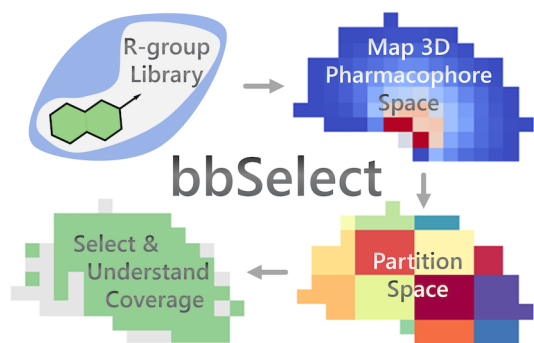 R-group
Library
Map 3D
Pharmacophore
Space
bbSelect
Select &
Understand
Coverage
Partition
Space